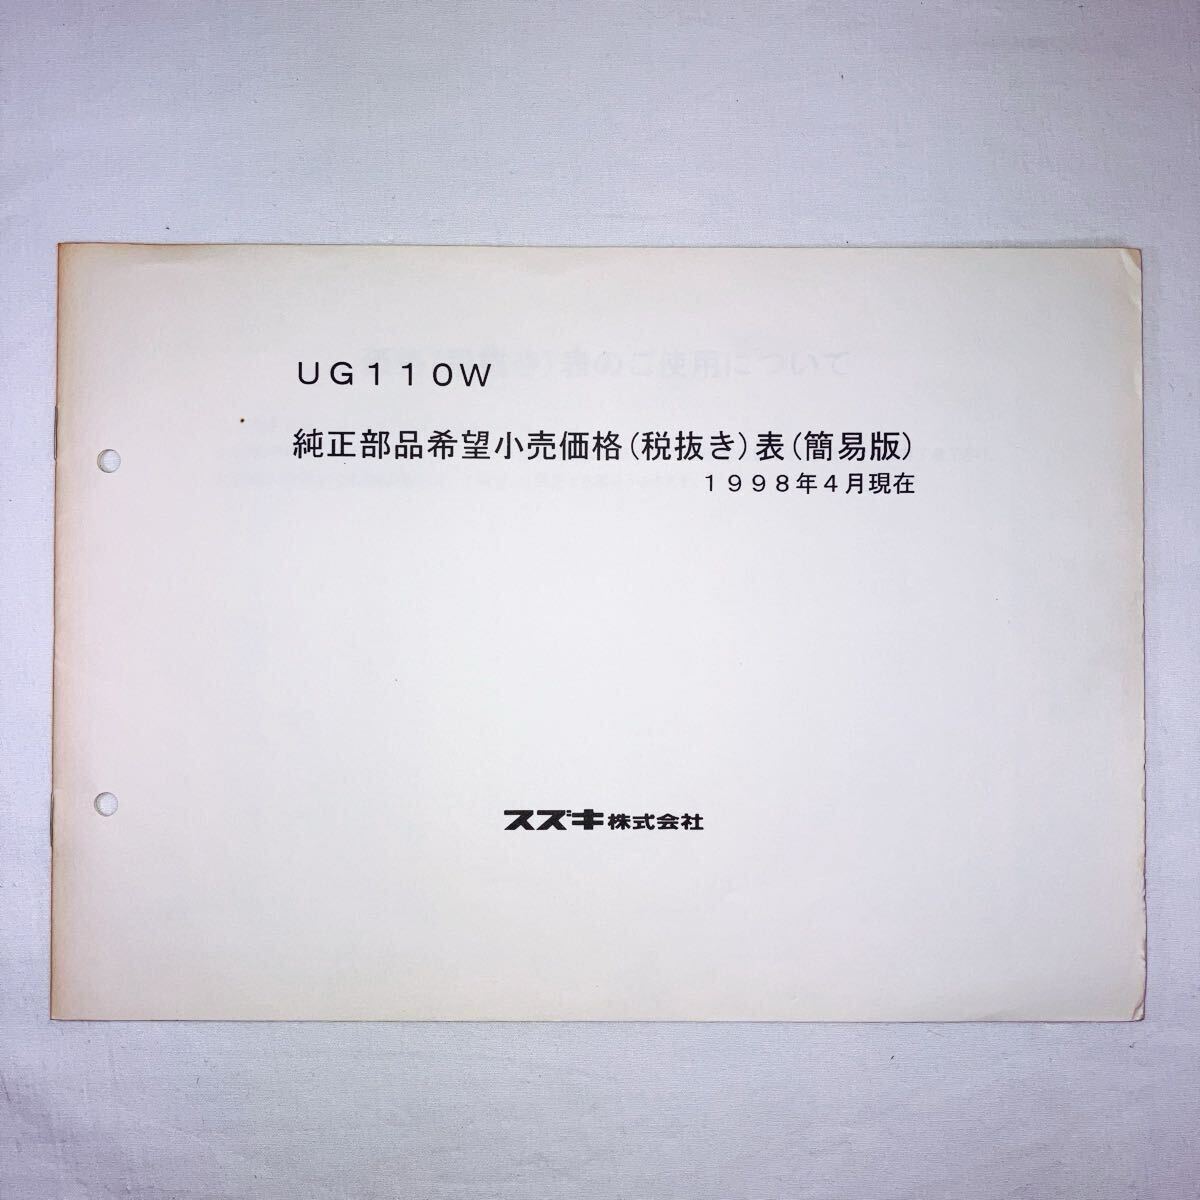 UG110W
純正部品希望小売価格(税抜き)表(簡易版)
1998年4月現在
スズキ株式会社